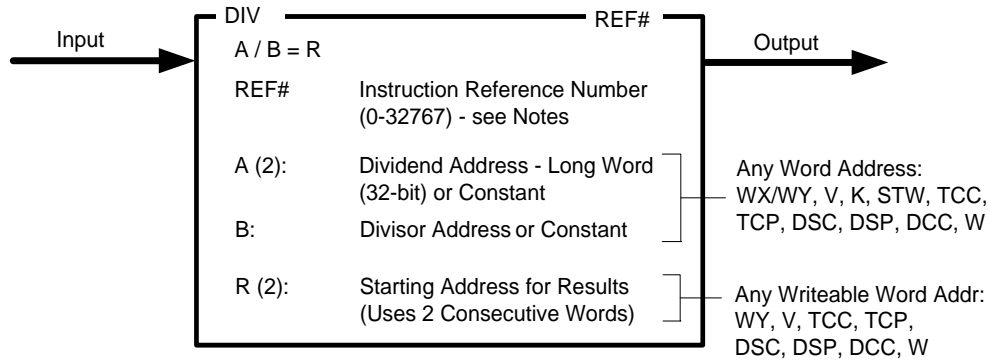 DIV REF#
Input
A / B = R
Output
REF# Instruction Reference Number
(0-32767) - see Notes
A (2): Dividend Address - Long Word
(32-bit) or Constant
B: Divisor Address or Constant
Any Word Address:
WX/WY, V, K, STW, TCC,
TCP, DSC, DSP, DCC, W
R (2): Starting Address for Results
(Uses 2 Consecutive Words)
Any Writeable Word Addr:
WY, V, TCC, TCP,
DSC, DSP, DCC, W